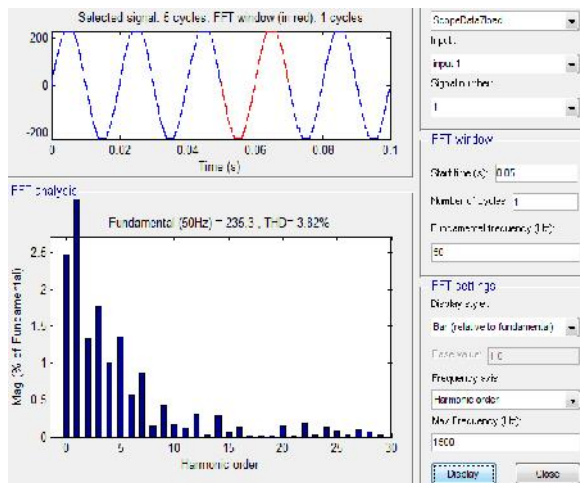 Selected signal: 5 cycles. FFT window (in red): 1 cycles
200
0
-200
0
0.02
0.04
0.06
0.08
0.1
Time (s)
FFT analysis
Fundamental (50Hz) = 235.3 , THD= 3.82%
2.5
2
1.5
1
0.5
0
Mag (% of Fundamental)
0
5
10
15
20
25
30
Harmonic order
Input :
input 1
Signal number:
1
FFT window
Start time (s): 0.05
Number of cycles: 1
Fundamental frequency (Hz):
50
FFT settings
Display style :
Bar (relative to fundamental)
Base value: 1.0
Frequency axis:
Harmonic order
Max Frequency (Hz):
1500
Display
Close